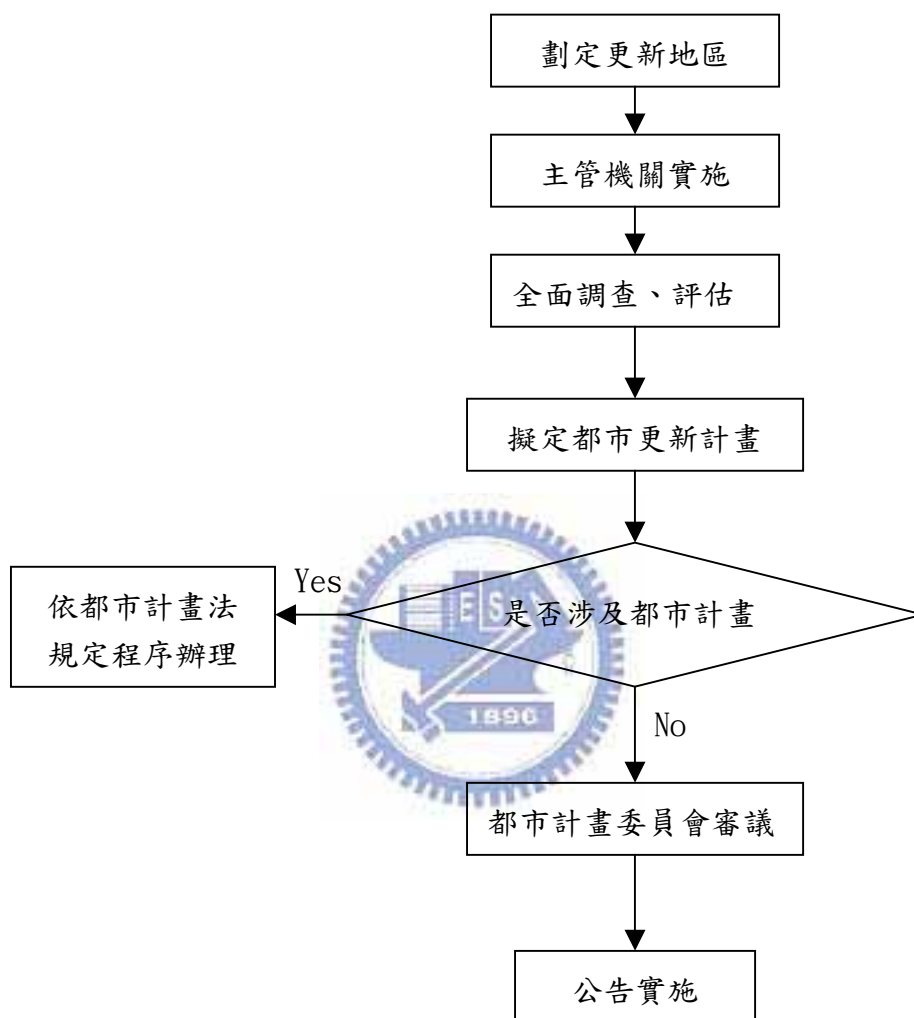 劃定更新地區
主管機關實施
全面調查、評估
擬定都市更新計畫
是否涉及都市計畫
Yes
依都市計畫法
規定程序辦理
No
都市計畫委員會審議
公告實施
E S
1896